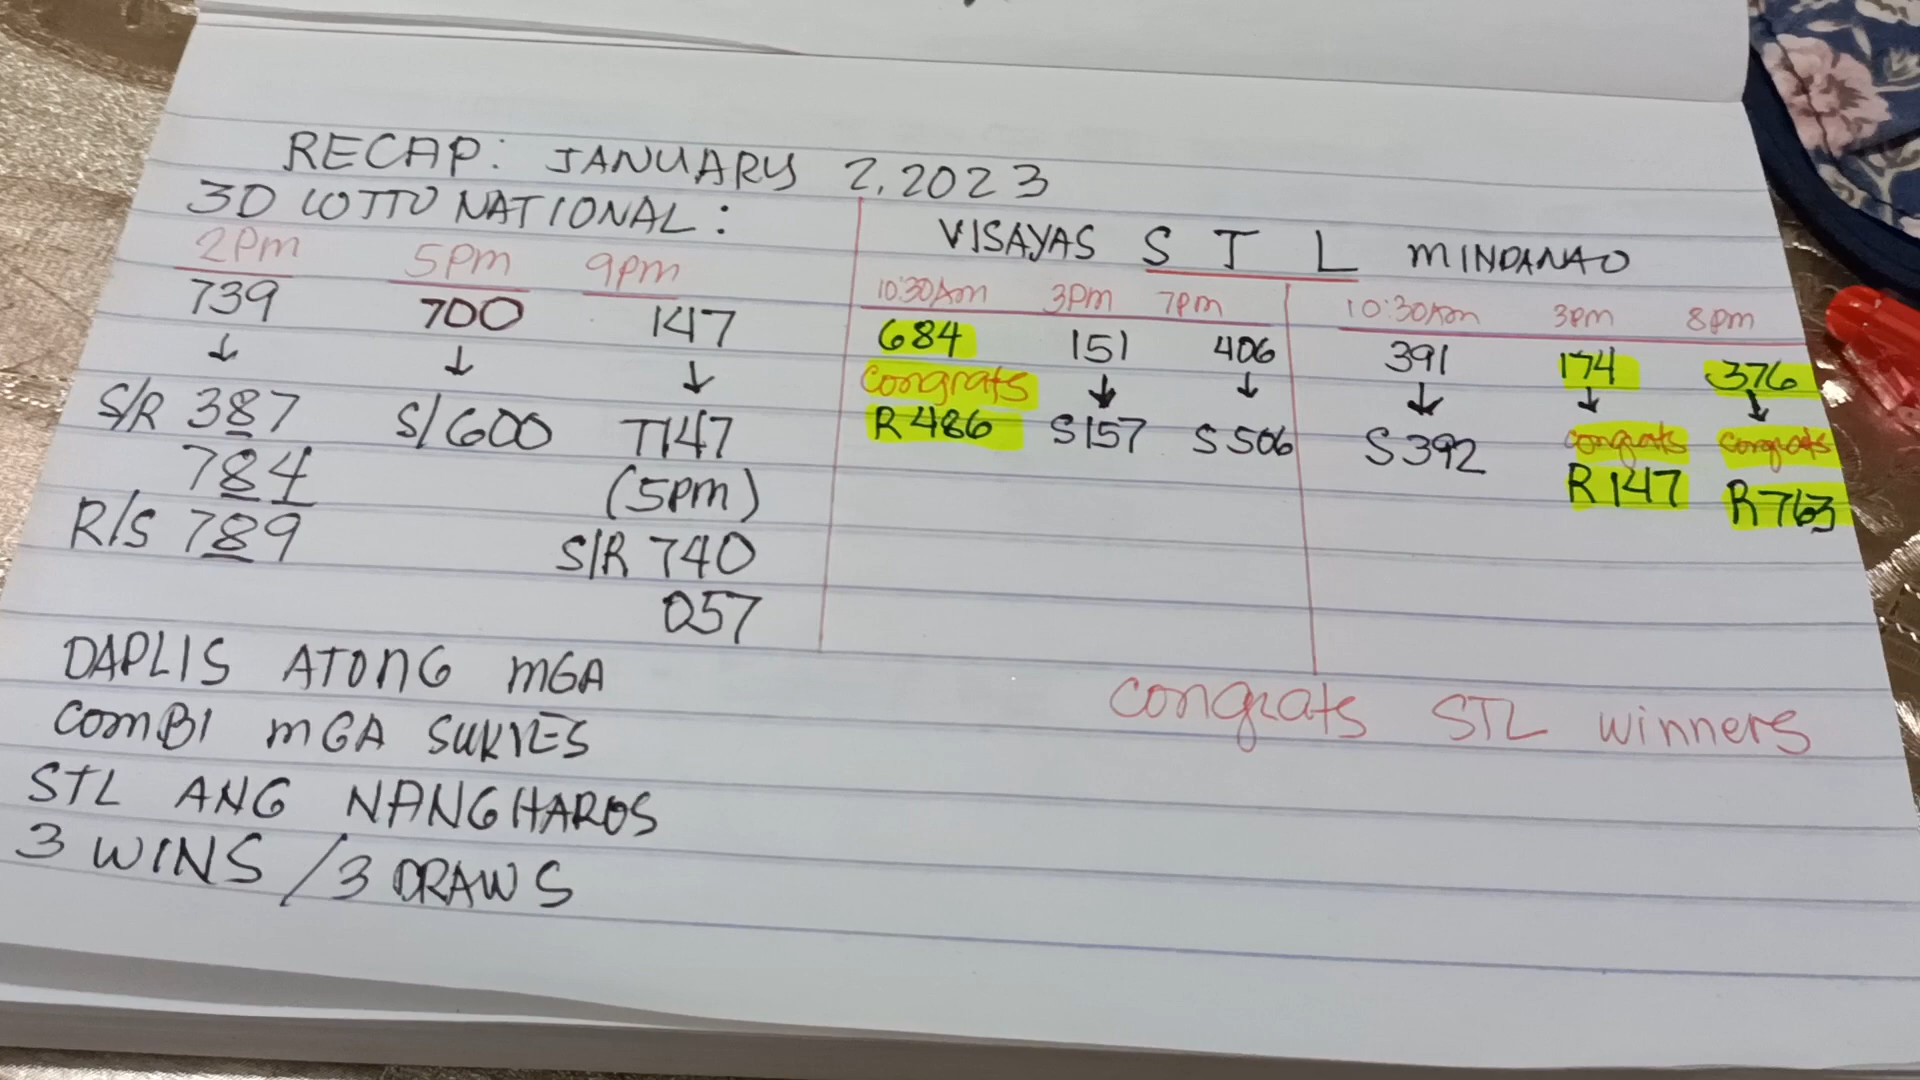 RECAP: JANUARY 2, 2023
3D LOTTO NATIONAL:
2pm 5pm 9pm
739 700 147
↓ ↓ ↓
S/R 387 S/600 T147
784 (5pm)
R/S 789 S/R 740
057
VISAYAS S T L MINDANAO
10:30Am 3pm 7pm 10:30Am 3pm 8pm
684 151 406 391 174 376
congrats ↓ ↓ ↓ ↓ ↓
R486 S157 S506 S392 congrats congrats
R147 R763
DAPLIS ATONG MGA
COMBI MGA SUKIES
STL ANG NANGHAROS
3 WINS / 3 DRAWS
congrats STL winners